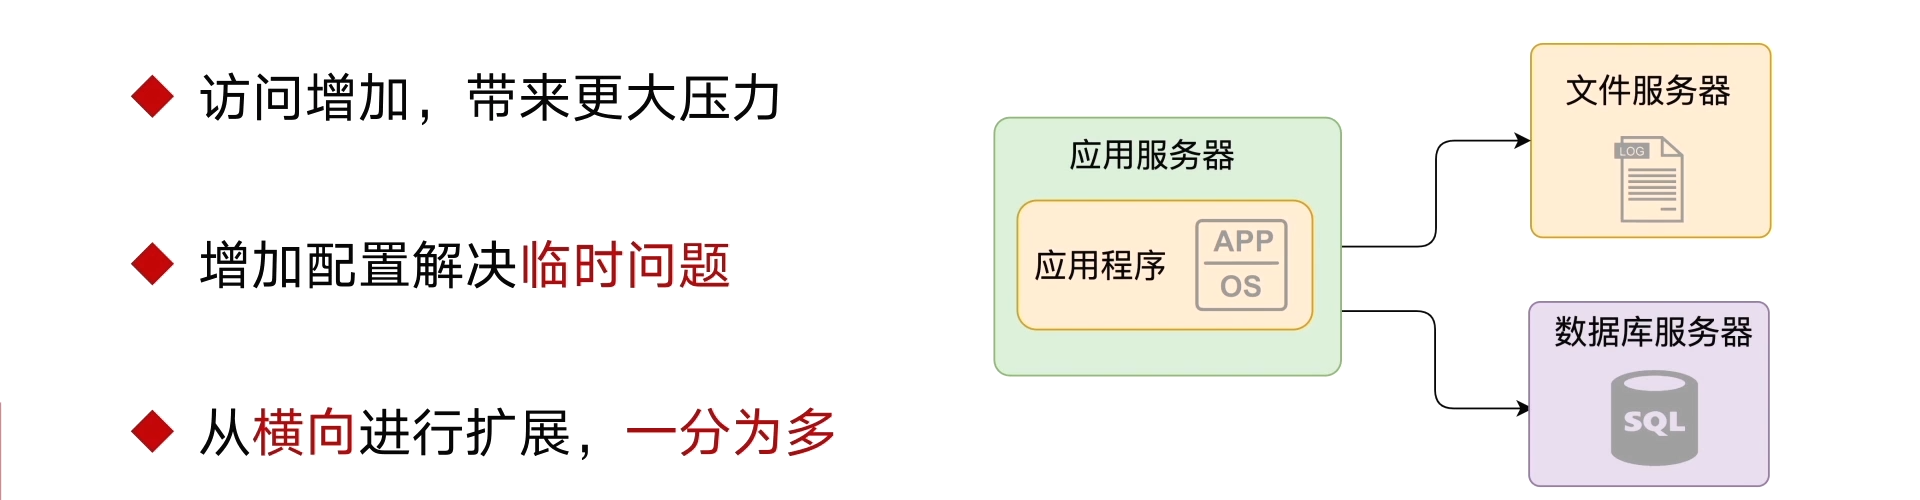 访问增加，带来更大压力
增加配置解决临时问题
从横向进行扩展，一分为多
应用服务器
应用程序
APP
OS
文件服务器
LOG
数据库服务器
SQL